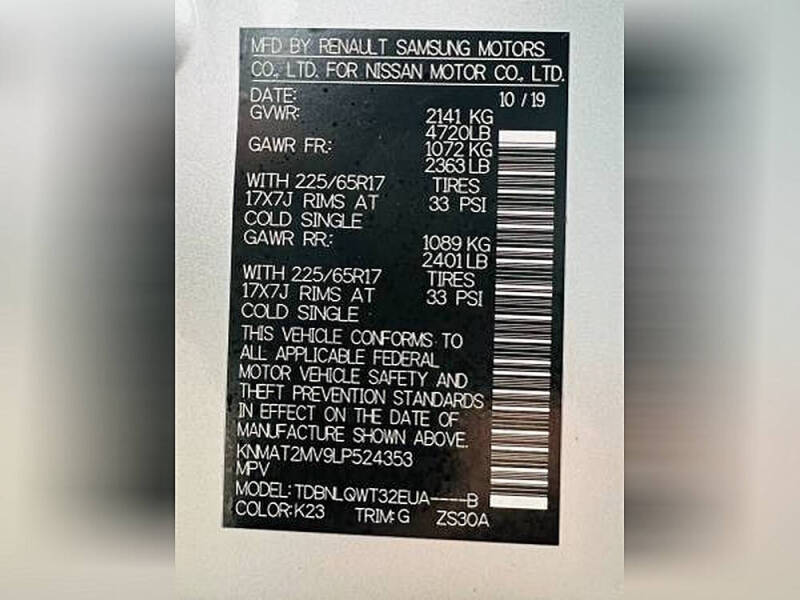 MFD BY RENAULT SAMSUNG MOTORS
CO., LTD. FOR NISSAN MOTOR CO., LTD.
DATE: 10 / 19
GVWR: 2141 KG
4720LB
GAWR FR: 1072 KG
2363 LB
WITH 225/65R17 TIRES
17X7J RIMS AT 33 PSI
COLD SINGLE
GAWR RR: 1089 KG
2401 LB
WITH 225/65R17 TIRES
17X7J RIMS AT 33 PSI
COLD SINGLE
THIS VEHICLE CONFORMS TO
ALL APPLICABLE FEDERAL
MOTOR VEHICLE SAFETY AND
THEFT PREVENTION STANDARDS
IN EFFECT ON THE DATE OF
MANUFACTURE SHOWN ABOVE.
KNMAT2MV9LP524353
MPV
MODEL: TDBNLQWT32EUA----B
COLOR: K23 TRIM: G ZS30A